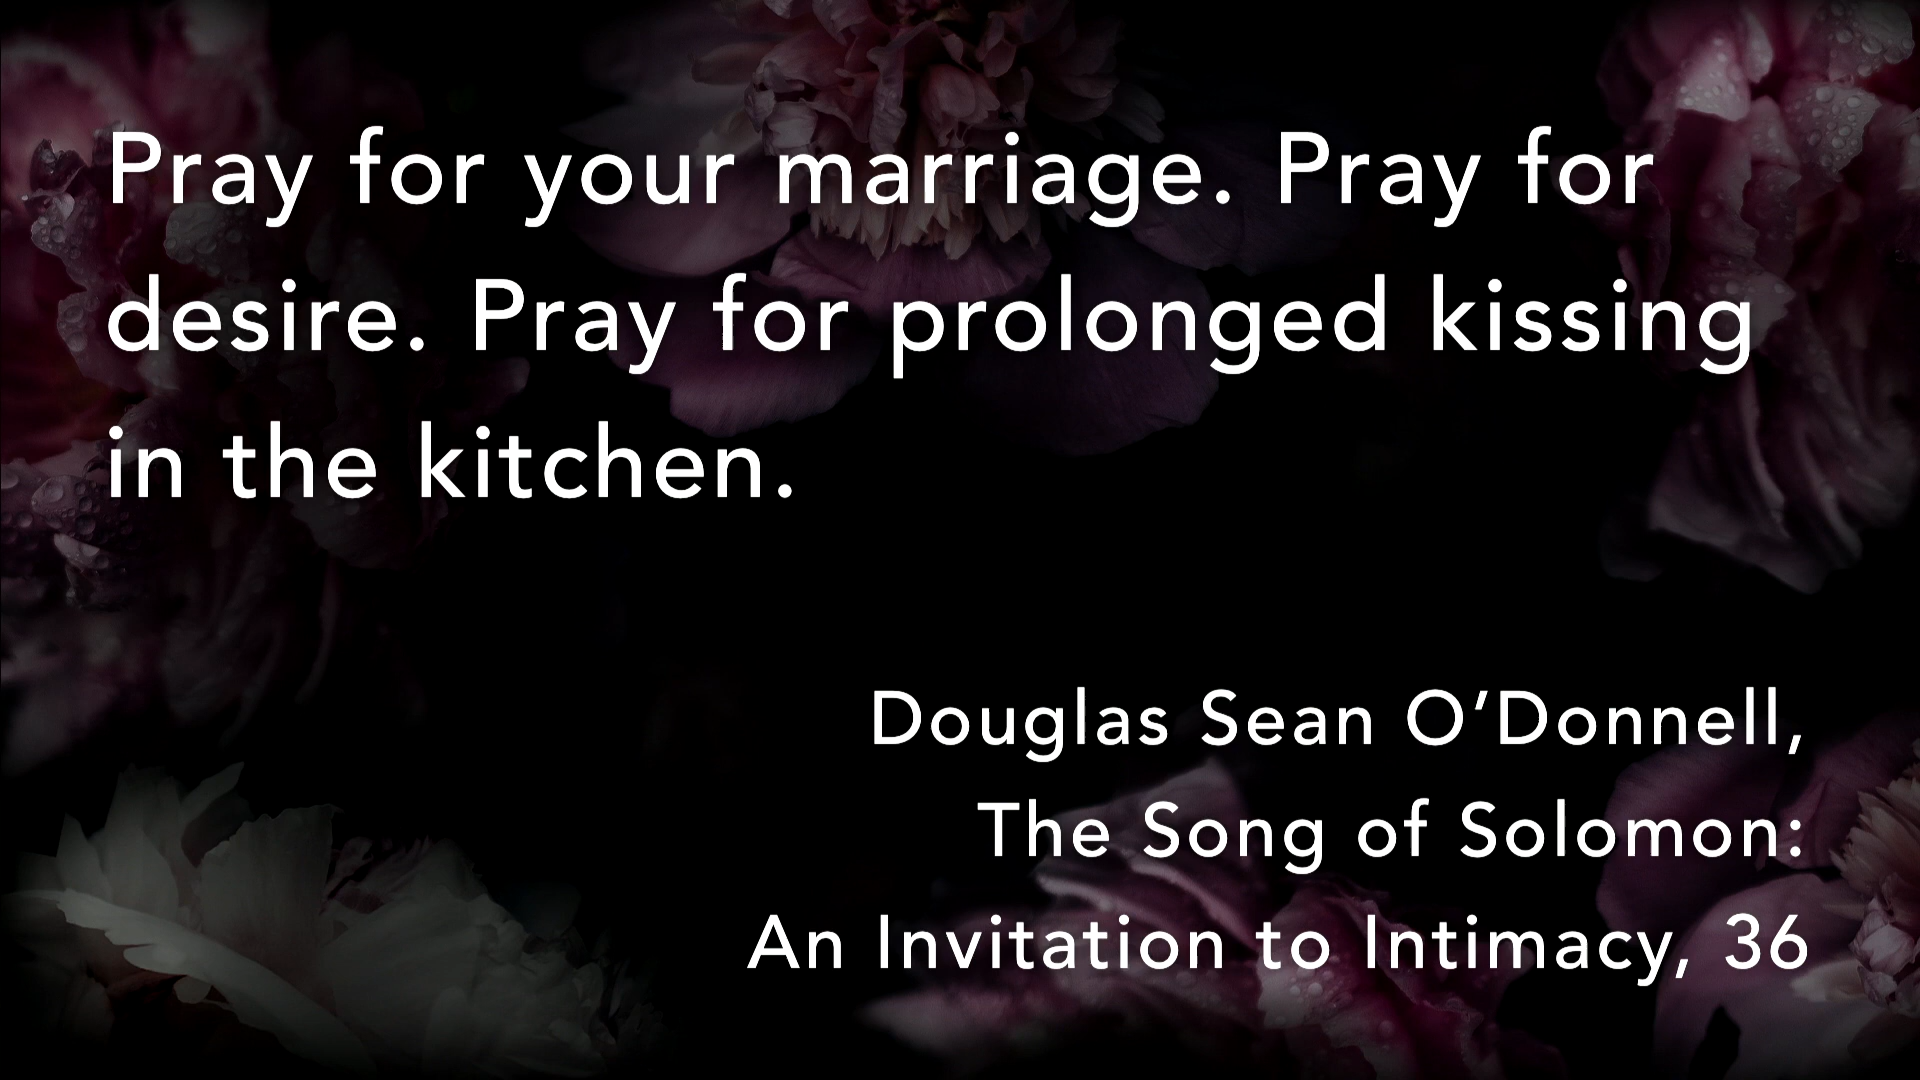 Pray for your marriage. Pray for
desire. Pray for prolonged kissing
in the kitchen.
Douglas Sean O’Donnell,
The Song of Solomon:
An Invitation to Intimacy, 36